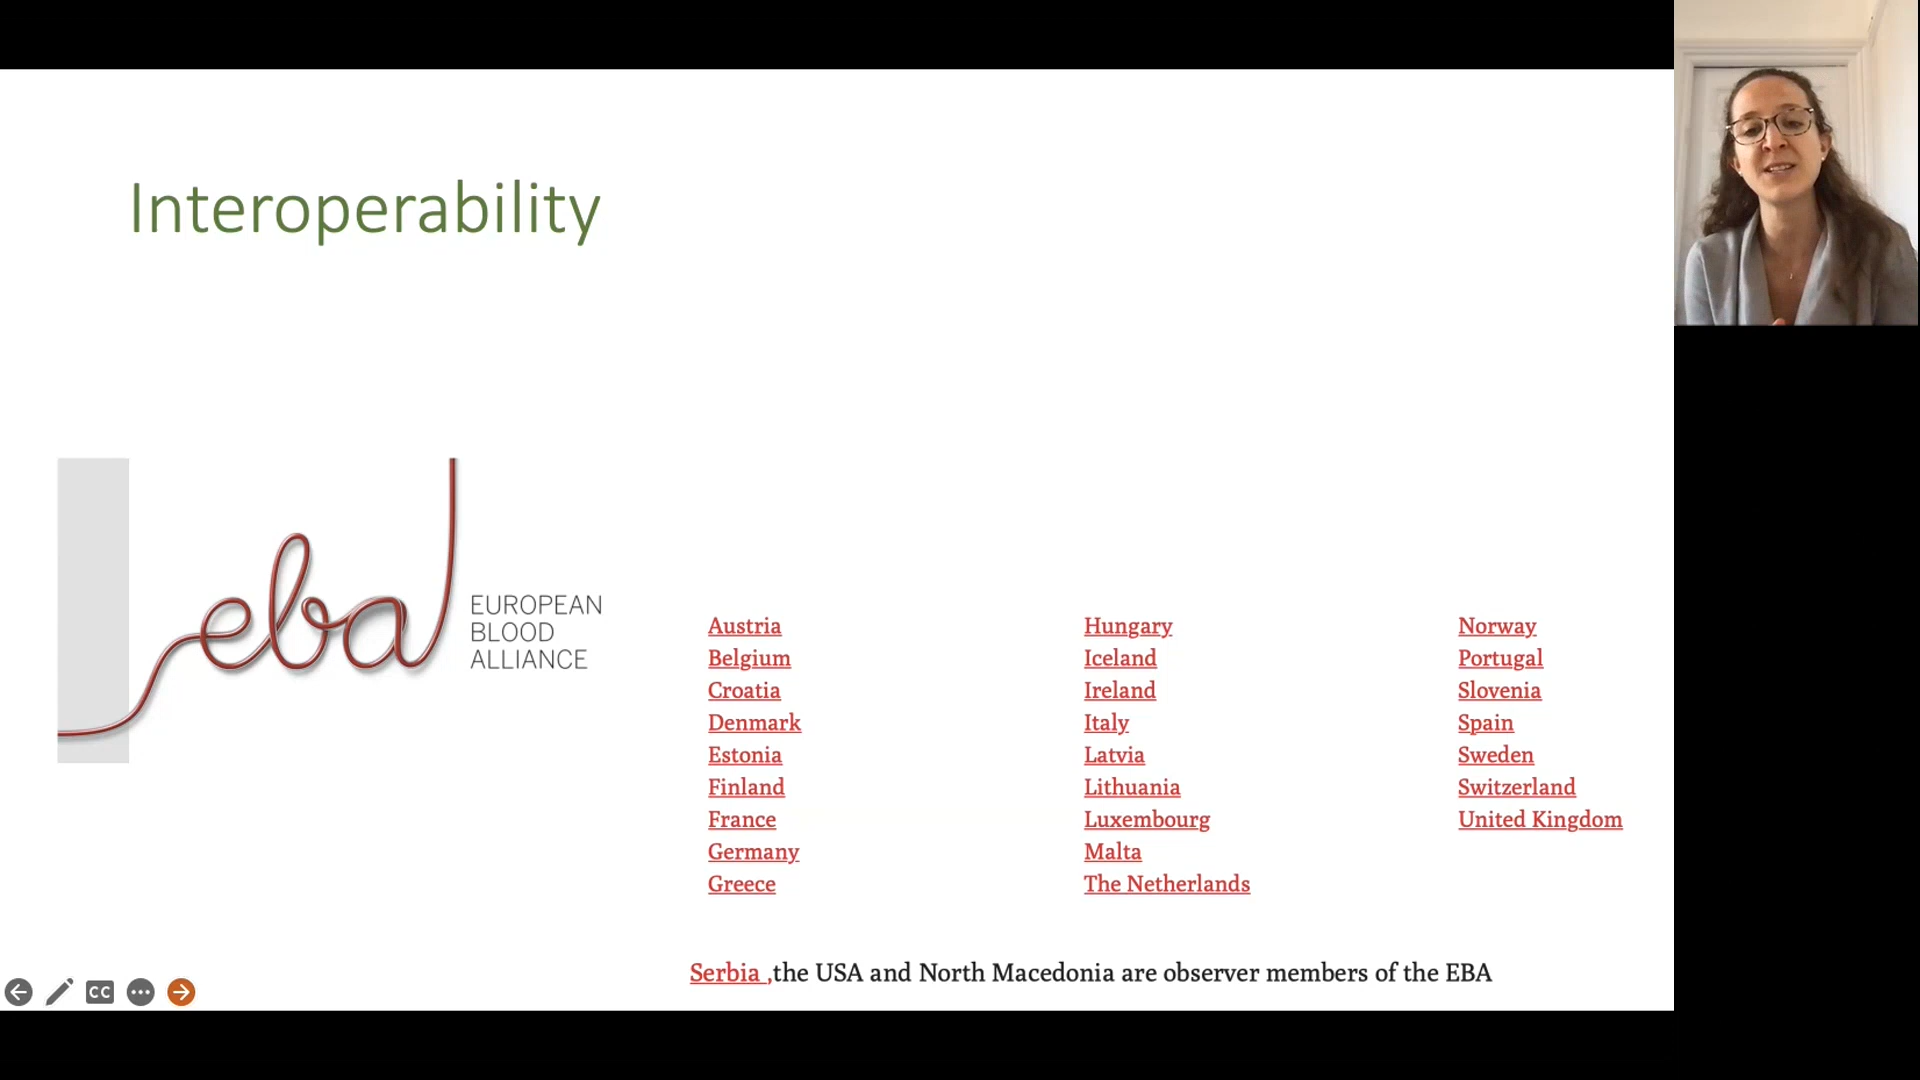 Interoperability
eba
EUROPEAN
BLOOD
ALLIANCE
Austria
Belgium
Croatia
Denmark
Estonia
Finland
France
Germany
Greece
Hungary
Iceland
Ireland
Italy
Latvia
Lithuania
Luxembourg
Malta
The Netherlands
Norway
Portugal
Slovenia
Spain
Sweden
Switzerland
United Kingdom
Serbia ,the USA and North Macedonia are observer members of the EBA
CC